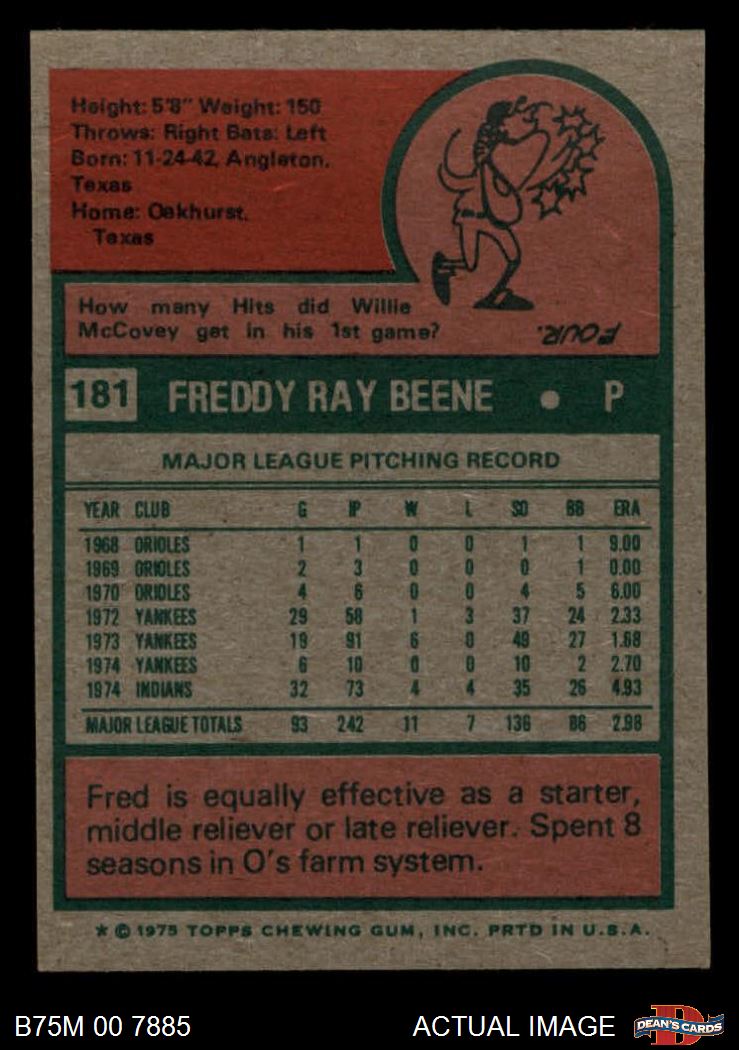 Height: 5'8" Weight: 150
Throws: Right Bats: Left
Born: 11-24-42, Angleton,
Texas
Home: Oakhurst,
Texas
How many Hits did Willie
McCovey get in his 1st game?
FOUR.
181 FREDDY RAY BEENE • P
MAJOR LEAGUE PITCHING RECORD
YEAR CLUB G IP W L SO BB ERA
1968 ORIOLES 1 1 0 0 1 1 9.00
1969 ORIOLES 2 3 0 0 0 1 0.00
1970 ORIOLES 4 6 0 0 4 5 6.00
1972 YANKEES 29 58 1 3 37 24 2.33
1973 YANKEES 19 91 6 0 49 27 1.68
1974 YANKEES 6 10 0 0 10 2 2.70
1974 INDIANS 32 73 4 4 35 26 4.93
MAJOR LEAGUE TOTALS 93 242 11 7 136 86 2.98
Fred is equally effective as a starter,
middle reliever or late reliever. Spent 8
seasons in O's farm system.
* © 1975 TOPPS CHEWING GUM, INC. PRTD IN U.S.A.
B75M 00 7885 ACTUAL IMAGE DEAN'S CARDS